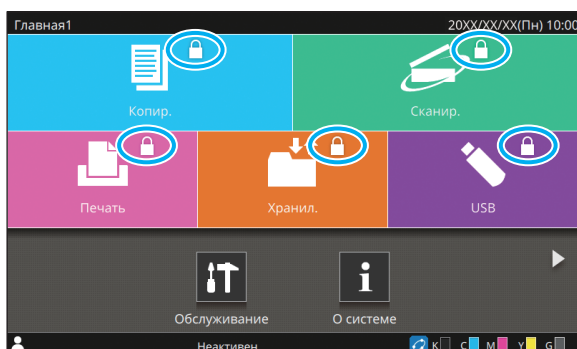 Главная1 20XX/XX/XX(Пн) 10:00
Копир. Сканир.
Печать Хранил. USB
Обслуживание О системе
Неактивен K C M Y G